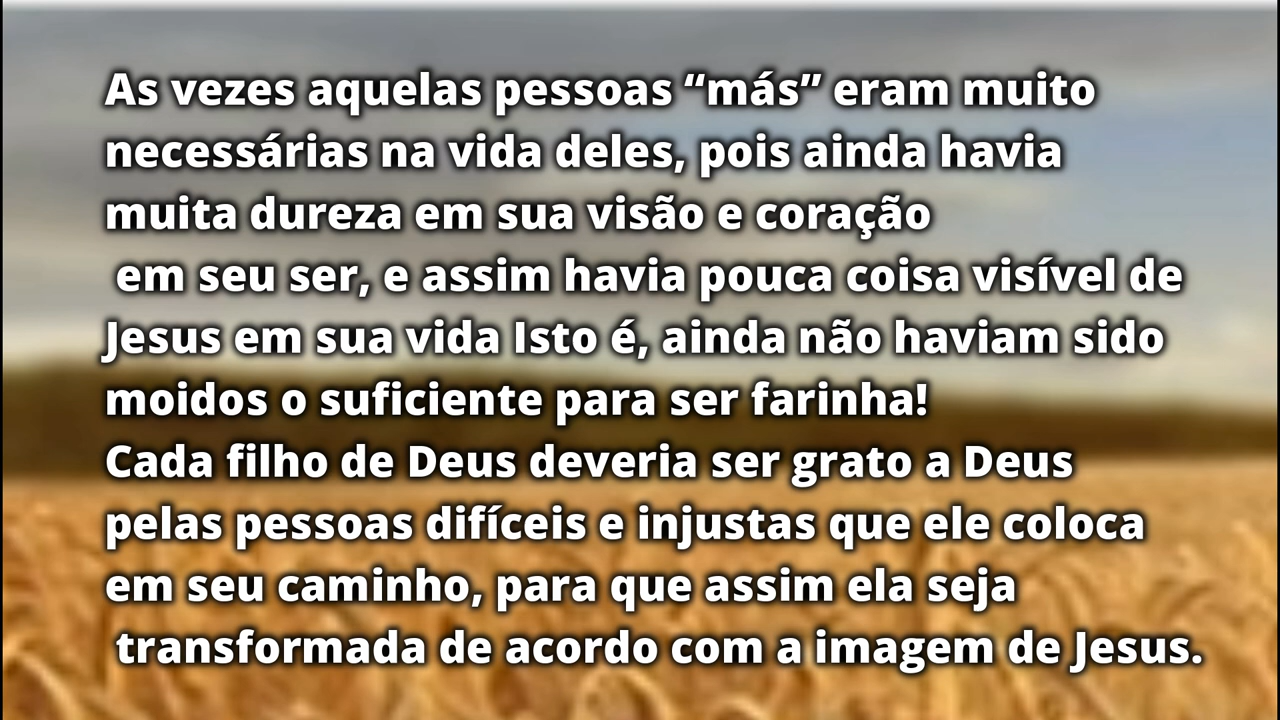 As vezes aquelas pessoas “más” eram muito
necessárias na vida deles, pois ainda havia
muita dureza em sua visão e coração
em seu ser, e assim havia pouca coisa visível de
Jesus em sua vida Isto é, ainda não haviam sido
moidos o suficiente para ser farinha!
Cada filho de Deus deveria ser grato a Deus
pelas pessoas difíceis e injustas que ele coloca
em seu caminho, para que assim ela seja
transformada de acordo com a imagem de Jesus.